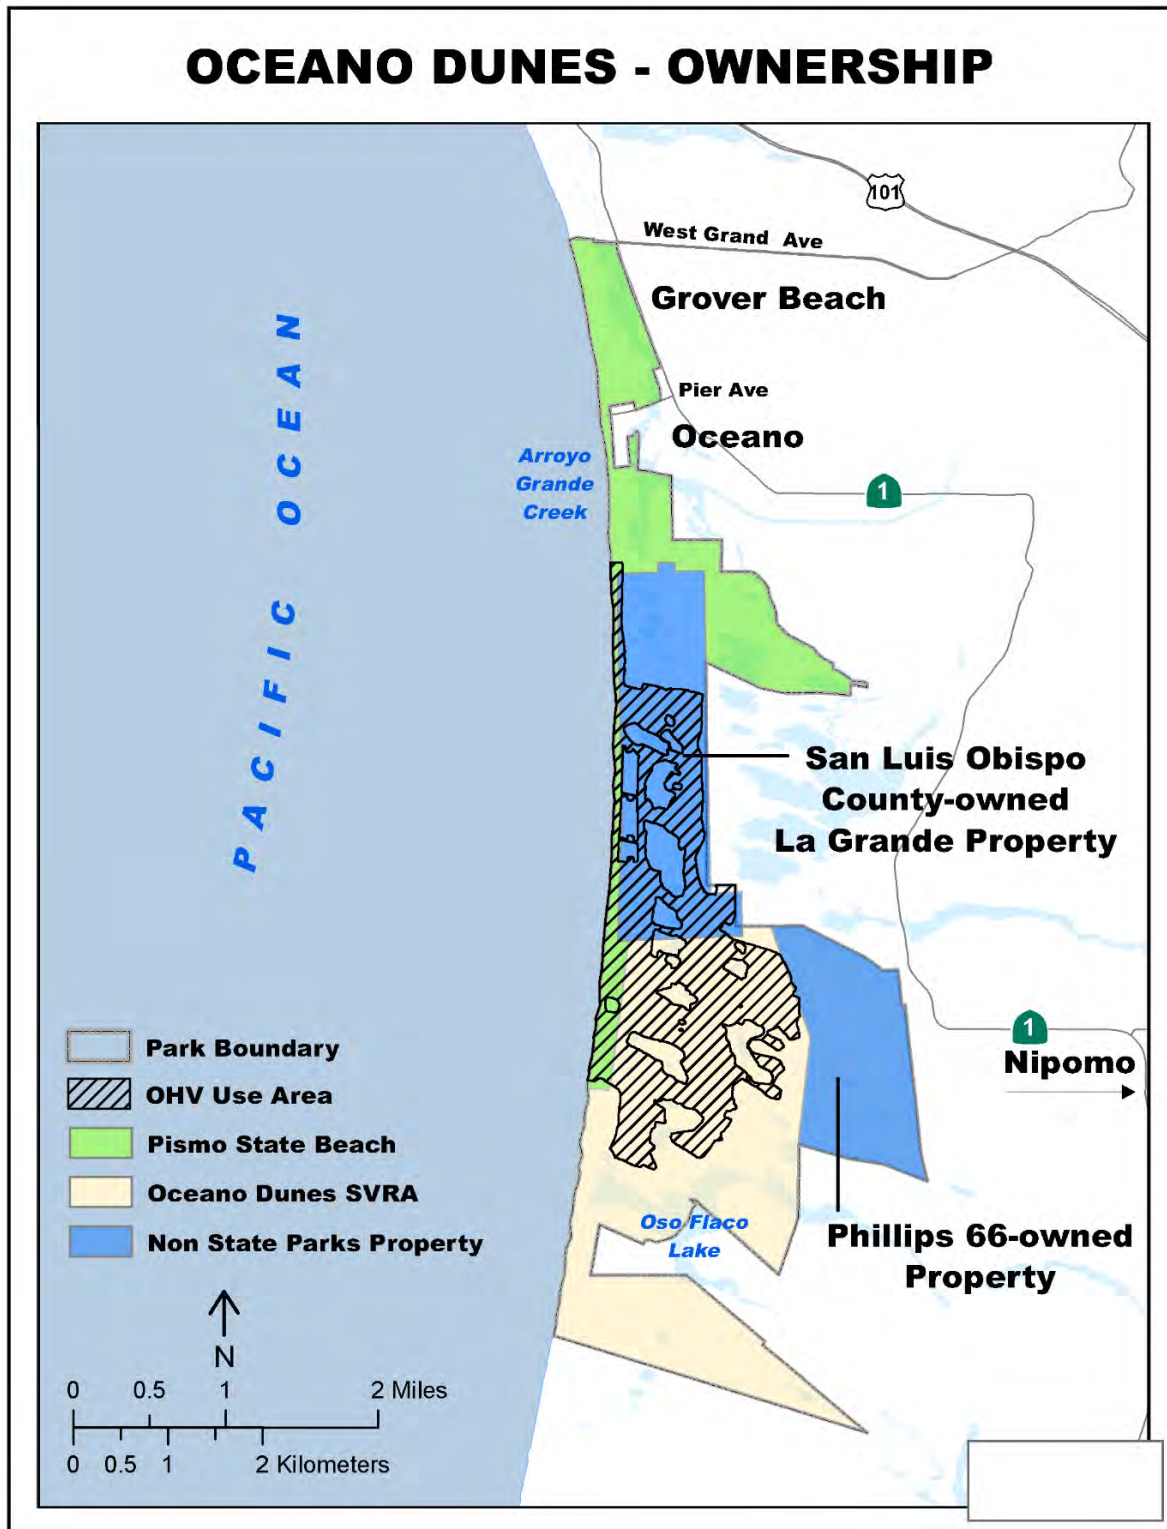 OCEANO DUNES - OWNERSHIP
101
West Grand Ave
Grover Beach
Pier Ave
Oceano
Arroyo
Grande
Creek
1
PACIFIC OCEAN
San Luis Obispo
County-owned
La Grande Property
1
Nipomo
Park Boundary
OHV Use Area
Pismo State Beach
Oceano Dunes SVRA
Non State Parks Property
Oso Flaco
Lake
Phillips 66-owned
Property
N
0 0.5 1 2 Miles
0 0.5 1 2 Kilometers